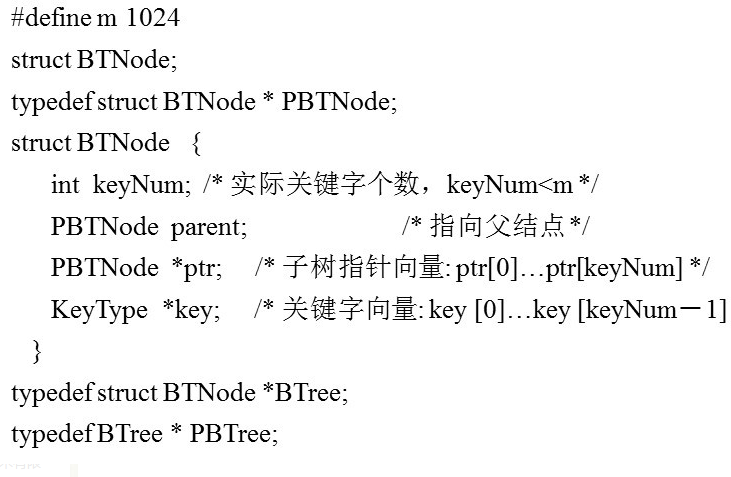 #define m 1024
struct BTNode;
typedef struct BTNode * PBTNode;
struct BTNode {
int keyNum; /* 实际关键字个数，keyNum<m */
PBTNode parent; /* 指向父结点 */
PBTNode *ptr; /* 子树指针向量: ptr[0]…ptr[keyNum] */
KeyType *key; /* 关键字向量: key [0]…key [keyNum－1]
}
typedef struct BTNode *BTree;
typedef BTree * PBTree;